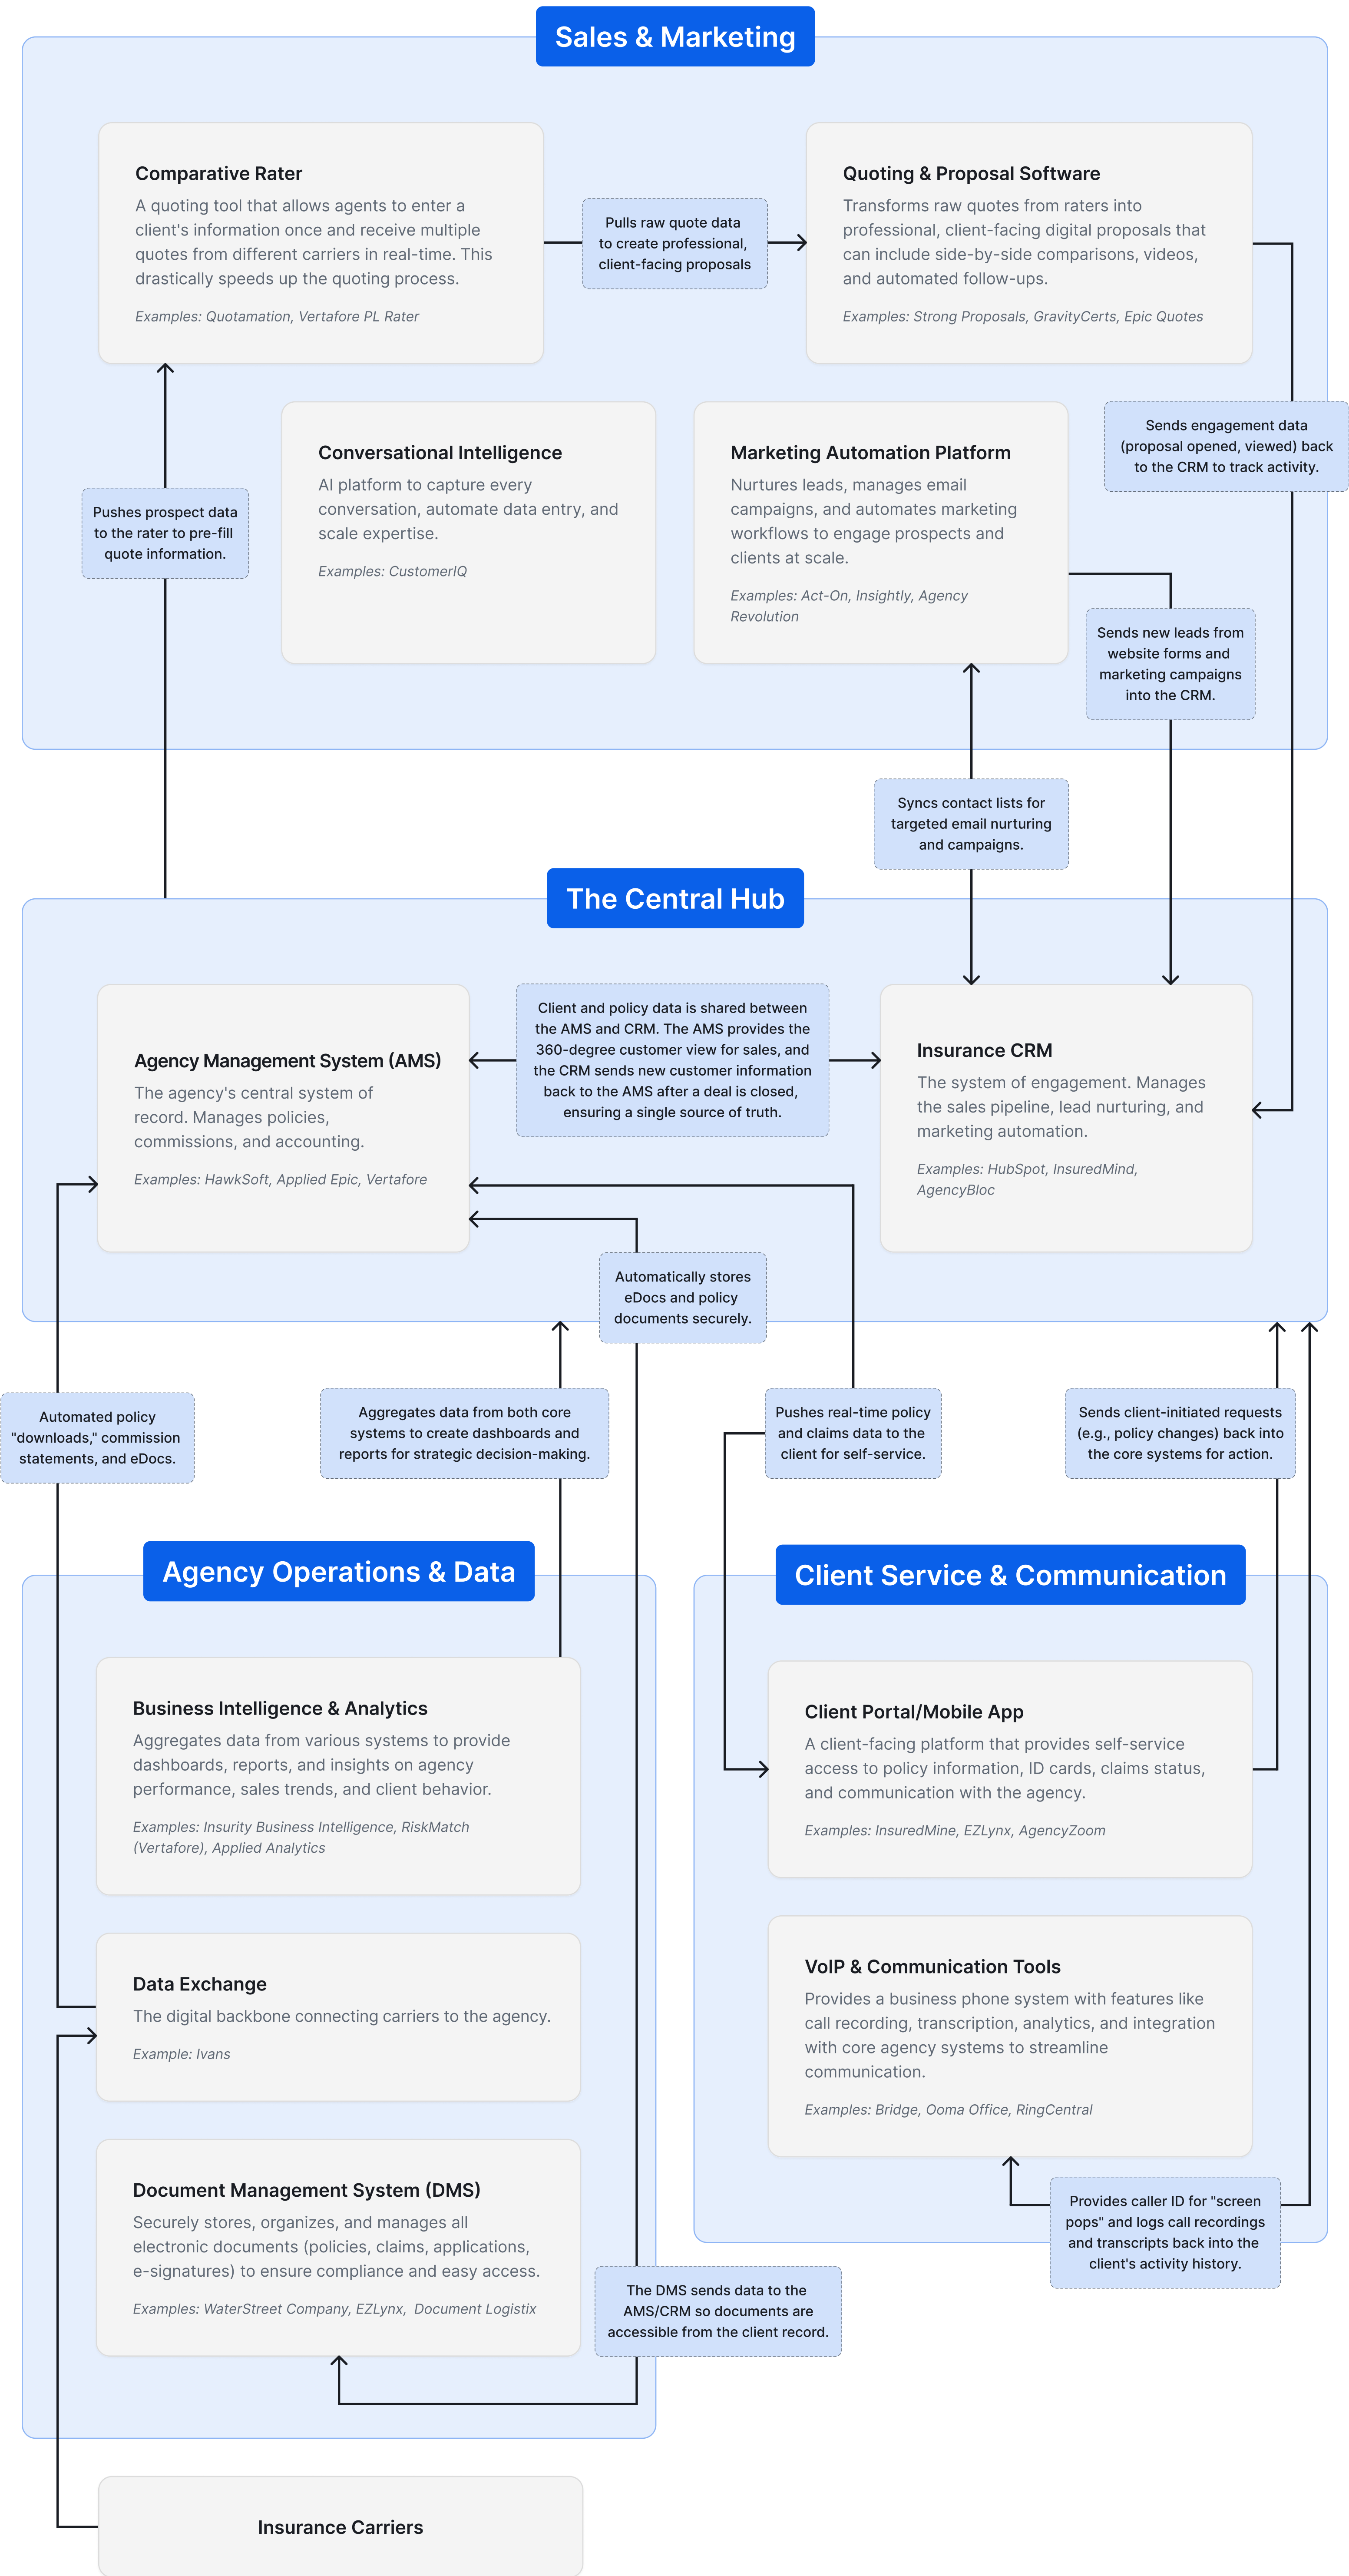 Sales & Marketing
Comparative Rater
A quoting tool that allows agents to enter a
client's information once and receive multiple
quotes from different carriers in real-time. This
drastically speeds up the quoting process.
Examples: Quotamation, Vertafore PL Rater
Pulls raw quote data
to create professional,
client-facing proposals
Quoting & Proposal Software
Transforms raw quotes from raters into
professional, client-facing digital proposals that
can include side-by-side comparisons, videos,
and automated follow-ups.
Examples: Strong Proposals, GravityCerts, Epic Quotes
Pushes prospect data
to the rater to pre-fill
quote information.
Conversational Intelligence
AI platform to capture every
conversation, automate data entry, and
scale expertise.
Examples: CustomerIQ
Marketing Automation Platform
Nurtures leads, manages email
campaigns, and automates marketing
workflows to engage prospects and
clients at scale.
Examples: Act-On, Insightly, Agency
Revolution
Sends engagement data
(proposal opened, viewed) back
to the CRM to track activity.
Sends new leads from
website forms and
marketing campaigns
into the CRM.
Syncs contact lists for
targeted email nurturing
and campaigns.
The Central Hub
Agency Management System (AMS)
The agency's central system of
record. Manages policies,
commissions, and accounting.
Examples: HawkSoft, Applied Epic, Vertafore
Client and policy data is shared between
the AMS and CRM. The AMS provides the
360-degree customer view for sales, and
the CRM sends new customer information
back to the AMS after a deal is closed,
ensuring a single source of truth.
Insurance CRM
The system of engagement. Manages
the sales pipeline, lead nurturing, and
marketing automation.
Examples: HubSpot, InsuredMind,
AgencyBloc
Automatically stores
eDocs and policy
documents securely.
Automated policy
"downloads," commission
statements, and eDocs.
Aggregates data from both core
systems to create dashboards and
reports for strategic decision-making.
Pushes real-time policy
and claims data to the
client for self-service.
Sends client-initiated requests
(e.g., policy changes) back into
the core systems for action.
Agency Operations & Data
Business Intelligence & Analytics
Aggregates data from various systems to provide
dashboards, reports, and insights on agency
performance, sales trends, and client behavior.
Examples: Insurity Business Intelligence, RiskMatch
(Vertafore), Applied Analytics
Data Exchange
The digital backbone connecting carriers to the agency.
Example: Ivans
Document Management System (DMS)
Securely stores, organizes, and manages all
electronic documents (policies, claims, applications,
e-signatures) to ensure compliance and easy access.
Examples: WaterStreet Company, EZLynx, Document Logistix
Client Service & Communication
Client Portal/Mobile App
A client-facing platform that provides self-service
access to policy information, ID cards, claims status,
and communication with the agency.
Examples: InsuredMine, EZLynx, AgencyZoom
VoIP & Communication Tools
Provides a business phone system with features like
call recording, transcription, analytics, and integration
with core agency systems to streamline
communication.
Examples: Bridge, Ooma Office, RingCentral
Provides caller ID for "screen
pops" and logs call recordings
and transcripts back into the
client's activity history.
The DMS sends data to the
AMS/CRM so documents are
accessible from the client record.
Insurance Carriers